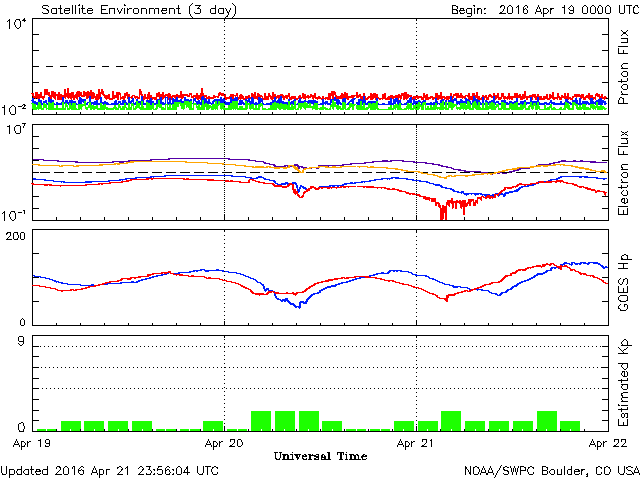 Satellite Environment (3 day)
Begin: 2016 Apr 19 0000 UTC
10⁴
10⁻²
Proton Flux
10⁷
10⁻¹
Electron Flux
200
0
GOES Hp
9
0
Estimated Kp
Apr 19 Apr 20 Apr 21 Apr 22
Universal Time
Updated 2016 Apr 21 23:56:04 UTC
NOAA/SWPC Boulder, CO USA